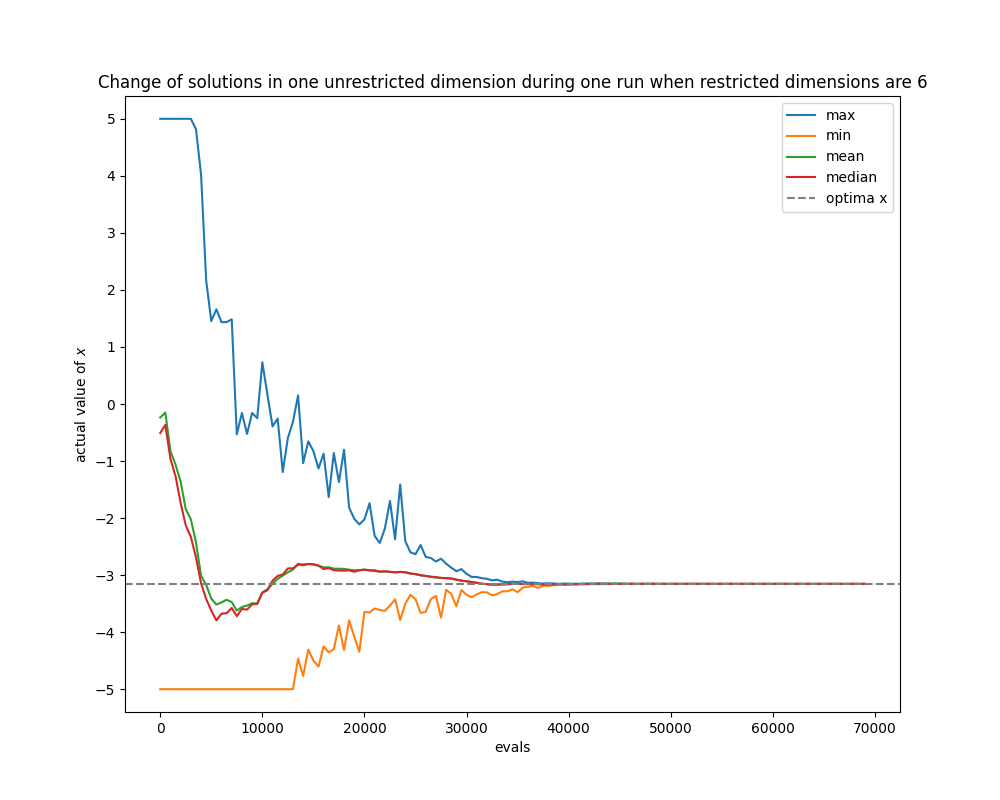 Change of solutions in one unrestricted dimension during one run when restricted dimensions are 6
max
min
mean
median
optima x
5
4
3
2
1
0
−1
−2
−3
−4
−5
actual value of x
0
10000
20000
30000
40000
50000
60000
70000
evals